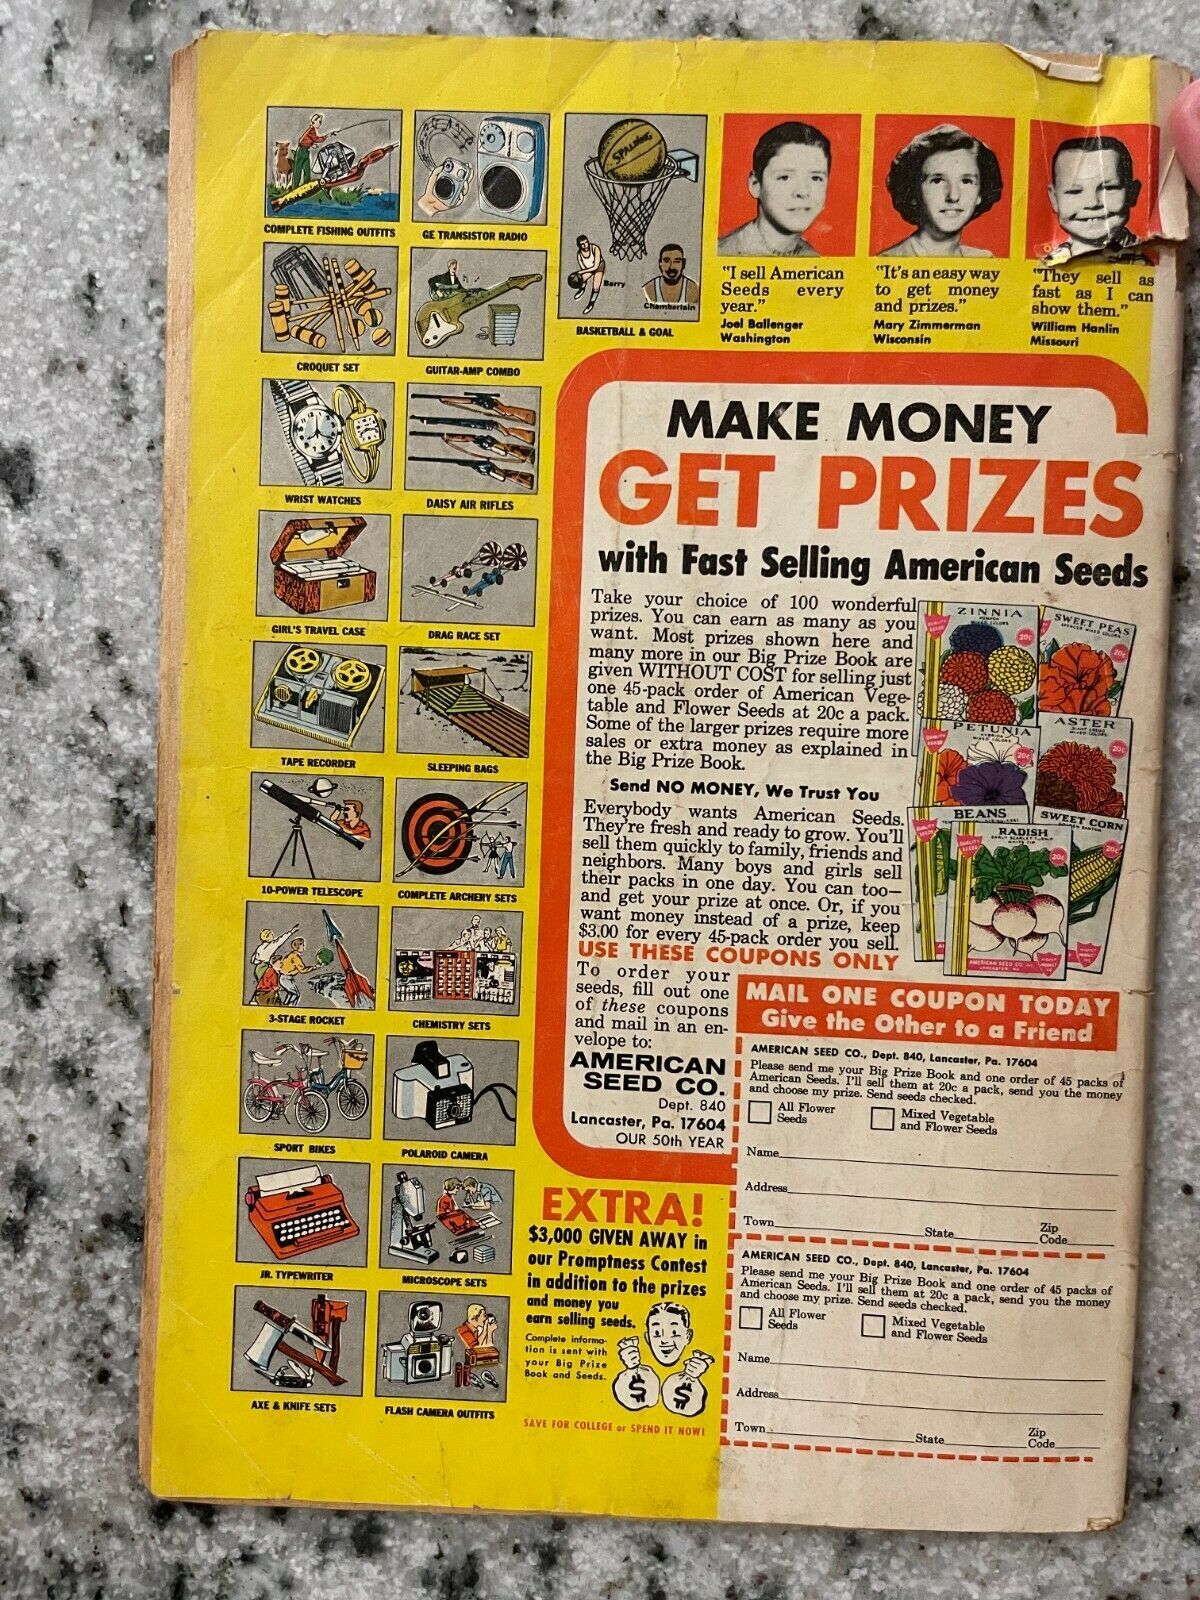 COMPLETE FISHING OUTFITS
GE TRANSISTOR RADIO
SPALDING
Barry
Chamberlain
BASKETBALL & GOAL
CROQUET SET
GUITAR-AMP COMBO
WRIST WATCHES
DAISY AIR RIFLES
GIRL'S TRAVEL CASE
DRAG RACE SET
TAPE RECORDER
SLEEPING BAGS
10-POWER TELESCOPE
COMPLETE ARCHERY SETS
3-STAGE ROCKET
CHEMISTRY SETS
SPORT BIKES
POLAROID CAMERA
JR. TYPEWRITER
MICROSCOPE SETS
AXE & KNIFE SETS
FLASH CAMERA OUTFITS
"I sell American
Seeds every
year."
Joel Ballenger
Washington
"It's an easy way
to get money
and prizes."
Mary Zimmerman
Wisconsin
"They sell as
fast as I can
show them."
William Hanlin
Missouri
MAKE MONEY
GET PRIZES
with Fast Selling American Seeds
Take your choice of 100 wonderful
prizes. You can earn as many as you
want. Most prizes shown here and
many more in our Big Prize Book are
given WITHOUT COST for selling just
one 45-pack order of American Vege-
table and Flower Seeds at 20c a pack.
Some of the larger prizes require more
sales or extra money as explained in
the Big Prize Book.
Send NO MONEY, We Trust You
Everybody wants American Seeds.
They're fresh and ready to grow. You'll
sell them quickly to family, friends and
neighbors. Many boys and girls sell
their packs in one day. You can too—
and get your prize at once. Or, if you
want money instead of a prize, keep
$3.00 for every 45-pack order you sell.
USE THESE COUPONS ONLY
To order your
seeds, fill out one
of these coupons
and mail in an en-
velope to:
AMERICAN
SEED CO.
Dept. 840
Lancaster, Pa. 17604
OUR 50th YEAR
ZINNIA
MIXED COLORS
20c
SWEET PEAS
SPENCER MIXED COLORS
20c
PETUNIA
MIXED COLORS
20c
ASTER
MIXED COLORS
20c
BEANS
SWEET CORN
20c
RADISH
20c
QUALITY SEEDS
AMERICAN SEED CO.
LANCASTER, PA.
MAIL ONE COUPON TODAY
Give the Other to a Friend
AMERICAN SEED CO., Dept. 840, Lancaster, Pa. 17604
Please send me your Big Prize Book and one order of 45 packs of
American Seeds. I'll sell them at 20c a pack, send you the money
and choose my prize. Send seeds checked.
All Flower
Seeds
Mixed Vegetable
and Flower Seeds
Name
Address
Town State Zip
Code
AMERICAN SEED CO., Dept. 840, Lancaster, Pa. 17604
Please send me your Big Prize Book and one order of 45 packs of
American Seeds. I'll sell them at 20c a pack, send you the money
and choose my prize. Send seeds checked.
All Flower
Seeds
Mixed Vegetable
and Flower Seeds
Name
Address
Town State Zip
Code
EXTRA!
$3,000 GIVEN AWAY in
our Promptness Contest
in addition to the prizes
and money you
earn selling seeds.
Complete informa-
tion is sent with
your Big Prize
Book and Seeds.
$ $
SAVE FOR COLLEGE or SPEND IT NOW!